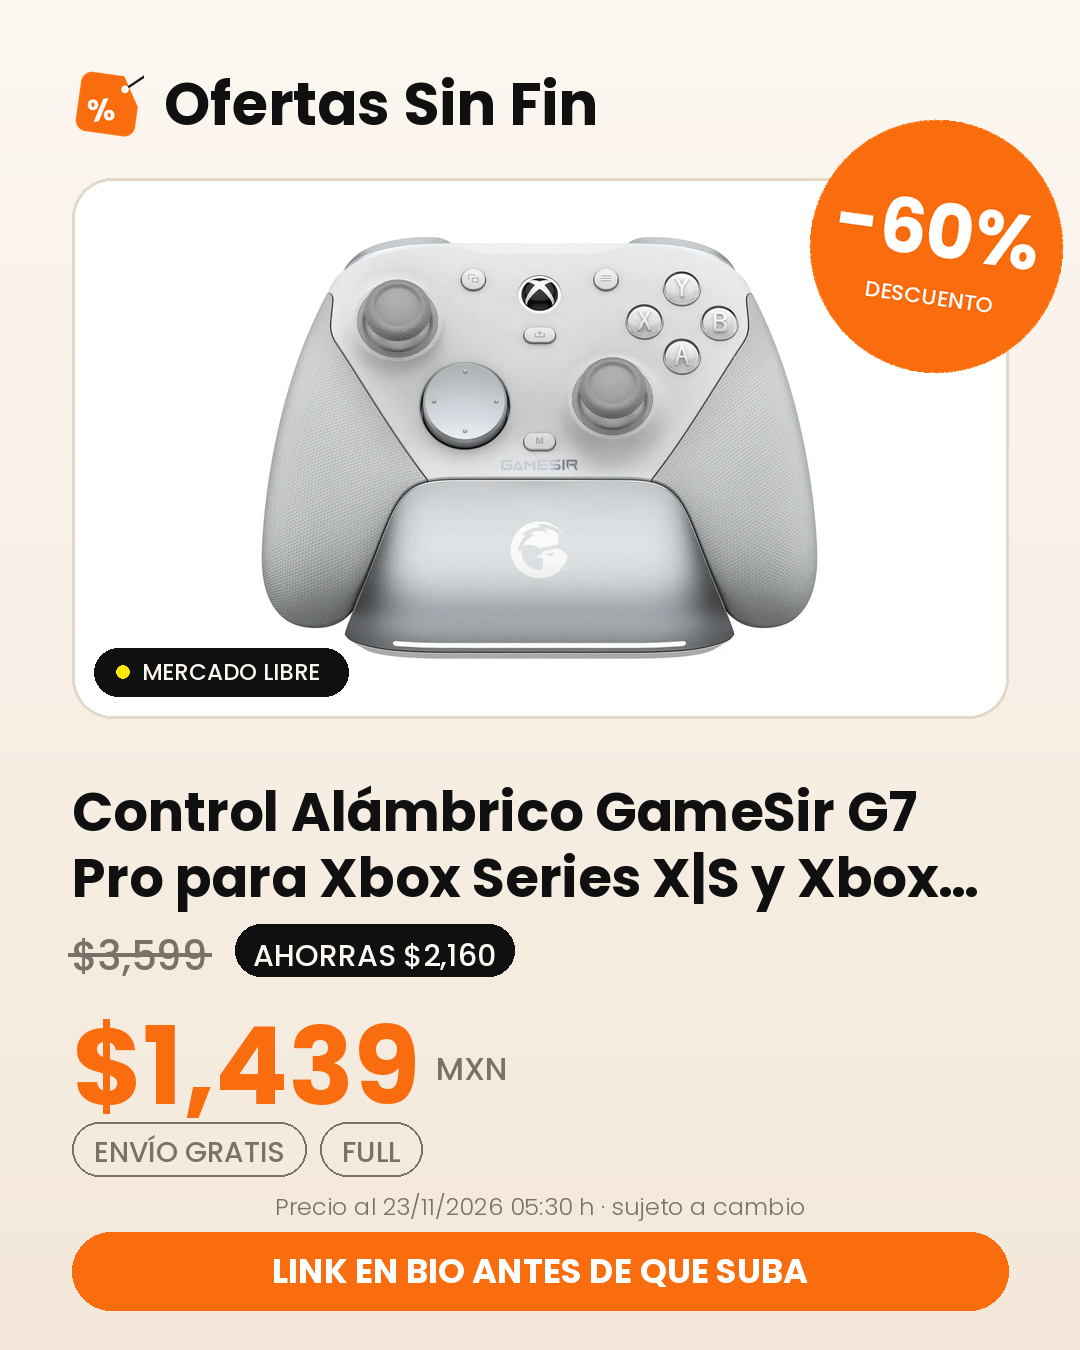 %
Ofertas Sin Fin
-60%
DESCUENTO
Y
X
B
A
M
GAMESIR
MERCADO LIBRE
Control Alámbrico GameSir G7
Pro para Xbox Series X|S y Xbox...
$3,599
AHORRAS $2,160
$1,439 MXN
ENVÍO GRATIS
FULL
Precio al 23/11/2026 05:30 h · sujeto a cambio
LINK EN BIO ANTES DE QUE SUBA